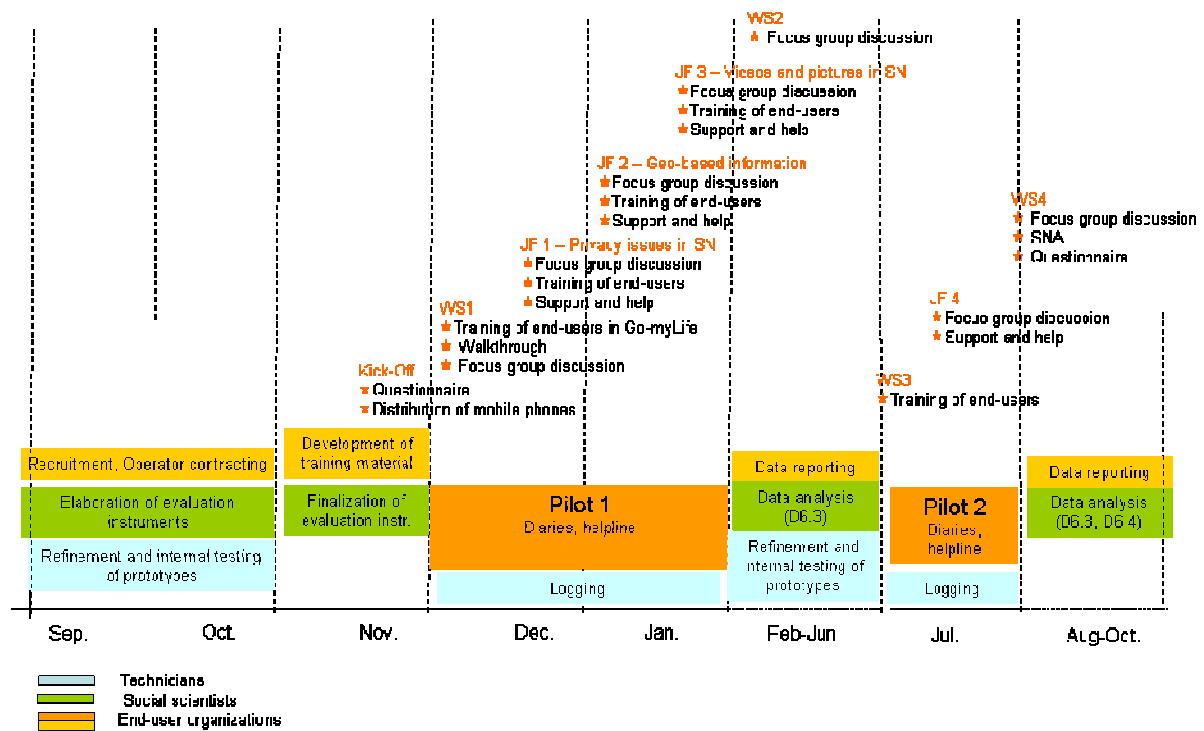 WS2
Focus group discussion
JF 3 – Videos and pictures in SN
Focus group discussion
Training of end-users
Support and help
JF 2 – Geo-based information
Focus group discussion
Training of end-users
Support and help
JF 1 – Privacy issues in SN
Focus group discussion
Training of end-users
Support and help
WS1
Training of end-users in Go-myLife
Walkthrough
Focus group discussion
Kick-Off
Questionnaire
Distribution of mobile phones
WS4
Focus group discussion
SNA
Questionnaire
JF 4
Focus group discussion
Support and help
WS3
Training of end-users
Recruitment, Operator contracting
Elaboration of evaluation
instruments
Refinement and internal testing
of prototypes
Development of
training material
Finalization of
evaluation instr.
Pilot 1
Diaries, helpline
Logging
Data reporting
Data analysis
(D6.3)
Refinement and
internal testing of
prototypes
Pilot 2
Diaries,
helpline
Logging
Data reporting
Data analysis
(D6.3, D6.4)
Sep.
Oct.
Nov.
Dec.
Jan.
Feb-Jun
Jul.
Aug-Oct.
Technicians
Social scientists
End-user organizations